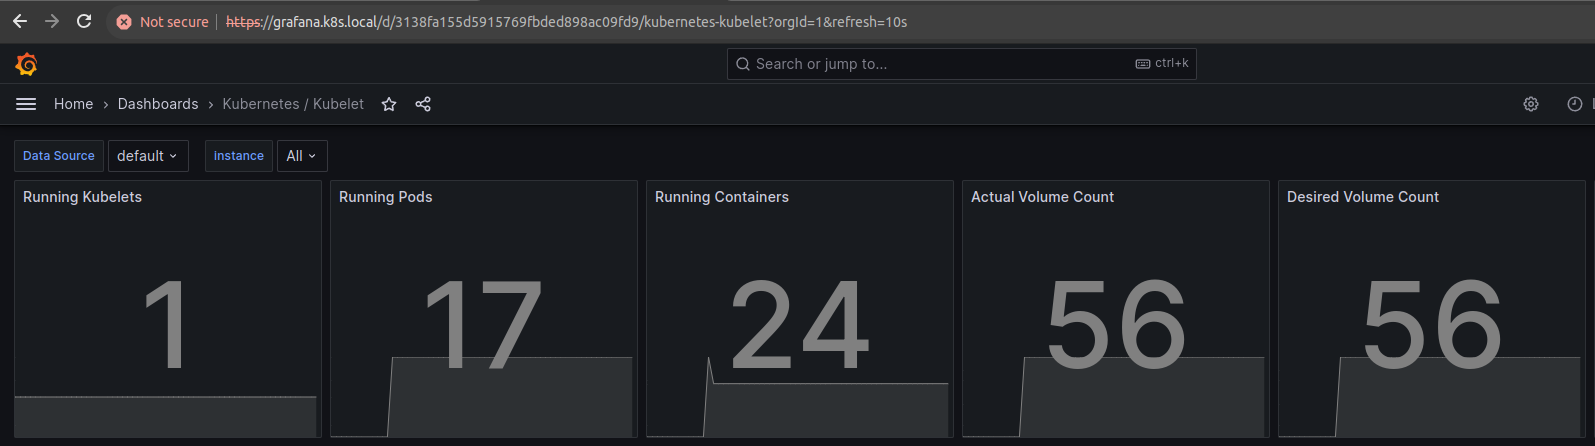 Not secure https://grafana.k8s.local/d/3138fa155d5915769fbded898ac09fd9/kubernetes-kubelet?orgId=1&refresh=10s
Search or jump to... ctrl+k
Home › Dashboards › Kubernetes / Kubelet
Data Source default instance All
Running Kubelets
1
Running Pods
17
Running Containers
24
Actual Volume Count
56
Desired Volume Count
56